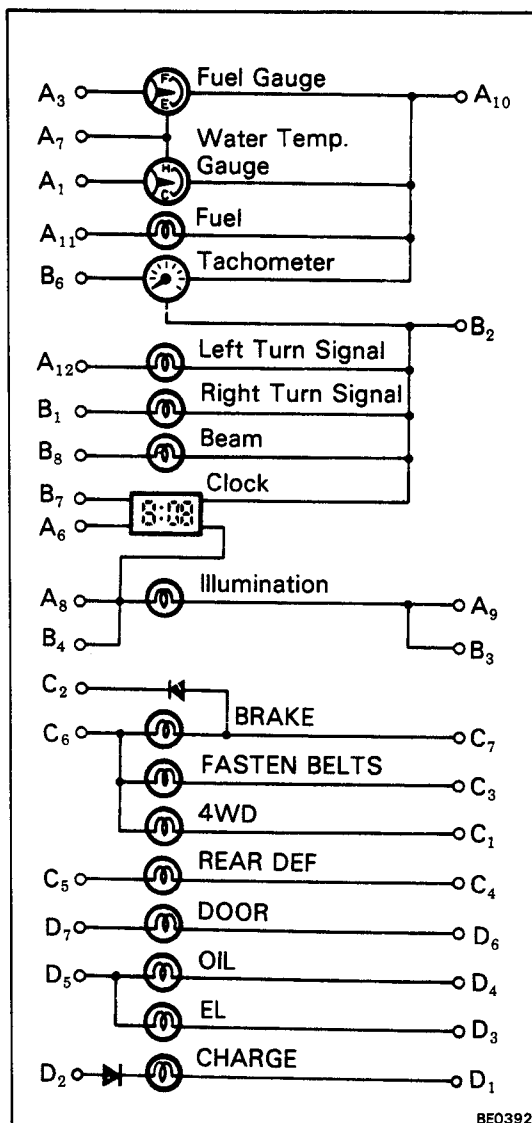 A3 F E Fuel Gauge A10
A7 Water Temp.
A1 H C Gauge
A11 Fuel
B6 Tachometer
B2
A12 Left Turn Signal
B1 Right Turn Signal
B8 Beam
B7 Clock
A6 8:08
A8 Illumination A9
B4 B3
C2
C6 BRAKE C7
FASTEN BELTS C3
4WD C1
C5 REAR DEF C4
D7 DOOR D6
D5 OIL D4
EL D3
D2 CHARGE D1
BE0392